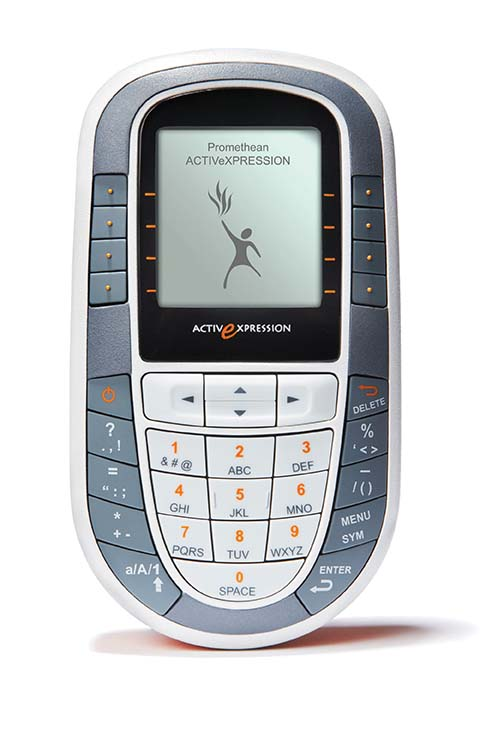 Promethean
ACTIVeXPRESSION
ACTIVeXPRESSION
DELETE
? . , !
1 & # @
2 ABC
3 DEF
% ' < >
= " : ;
4 GHI
5 JKL
6 MNO
– / ( )
* + -
7 PQRS
8 TUV
9 WXYZ
MENU
SYM
a/A/1
0 SPACE
ENTER